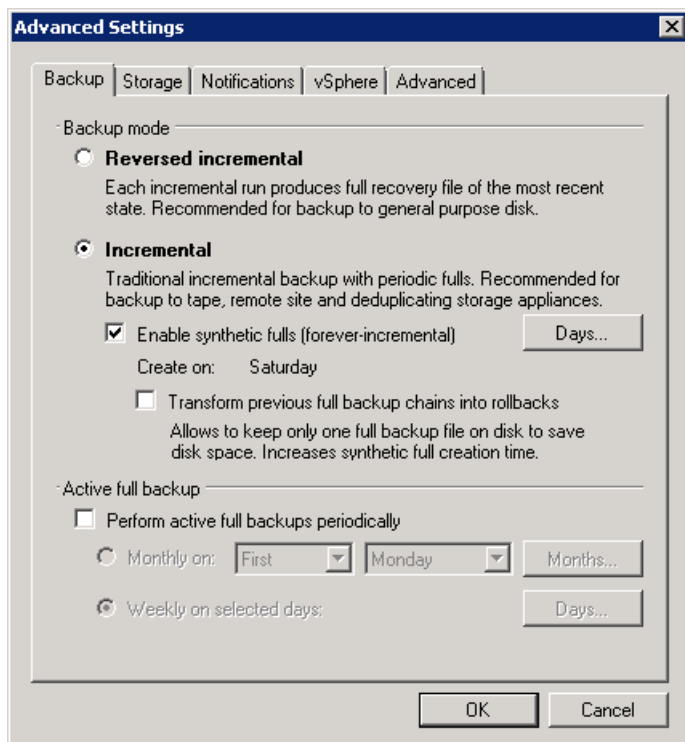 Advanced Settings
Backup Storage Notifications vSphere Advanced
Backup mode
Reversed incremental
Each incremental run produces full recovery file of the most recent
state. Recommended for backup to general purpose disk.
Incremental
Traditional incremental backup with periodic fulls. Recommended for
backup to tape, remote site and deduplicating storage appliances.
Enable synthetic fulls (forever-incremental) Days...
Create on: Saturday
Transform previous full backup chains into rollbacks
Allows to keep only one full backup file on disk to save
disk space. Increases synthetic full creation time.
Active full backup
Perform active full backups periodically
Monthly on: First Monday Months...
Weekly on selected days: Days...
OK Cancel